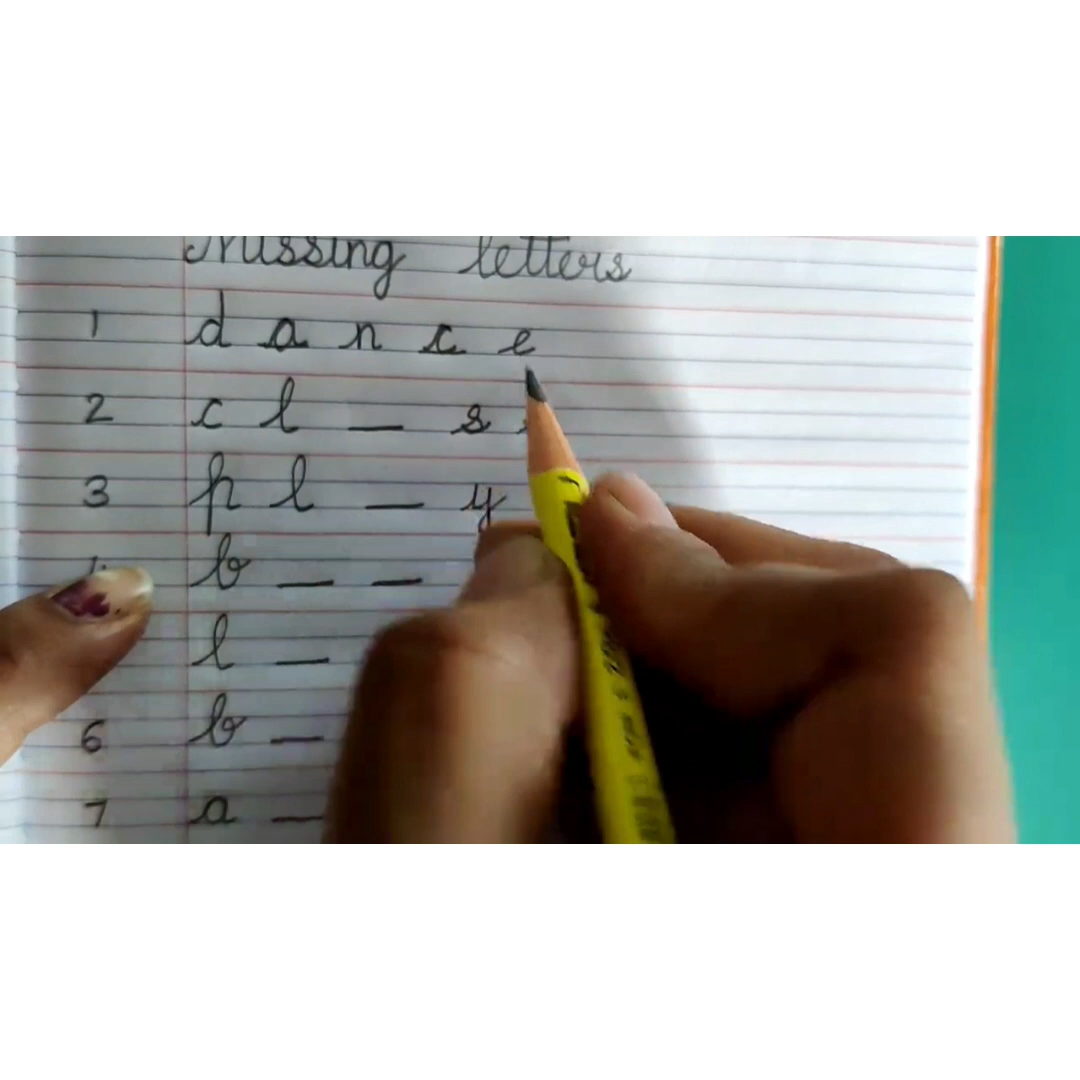 Missing letters
1 d a n c e
2 c l _ s
3 p l _ y
b _ _
l _
6 b _
7 a _